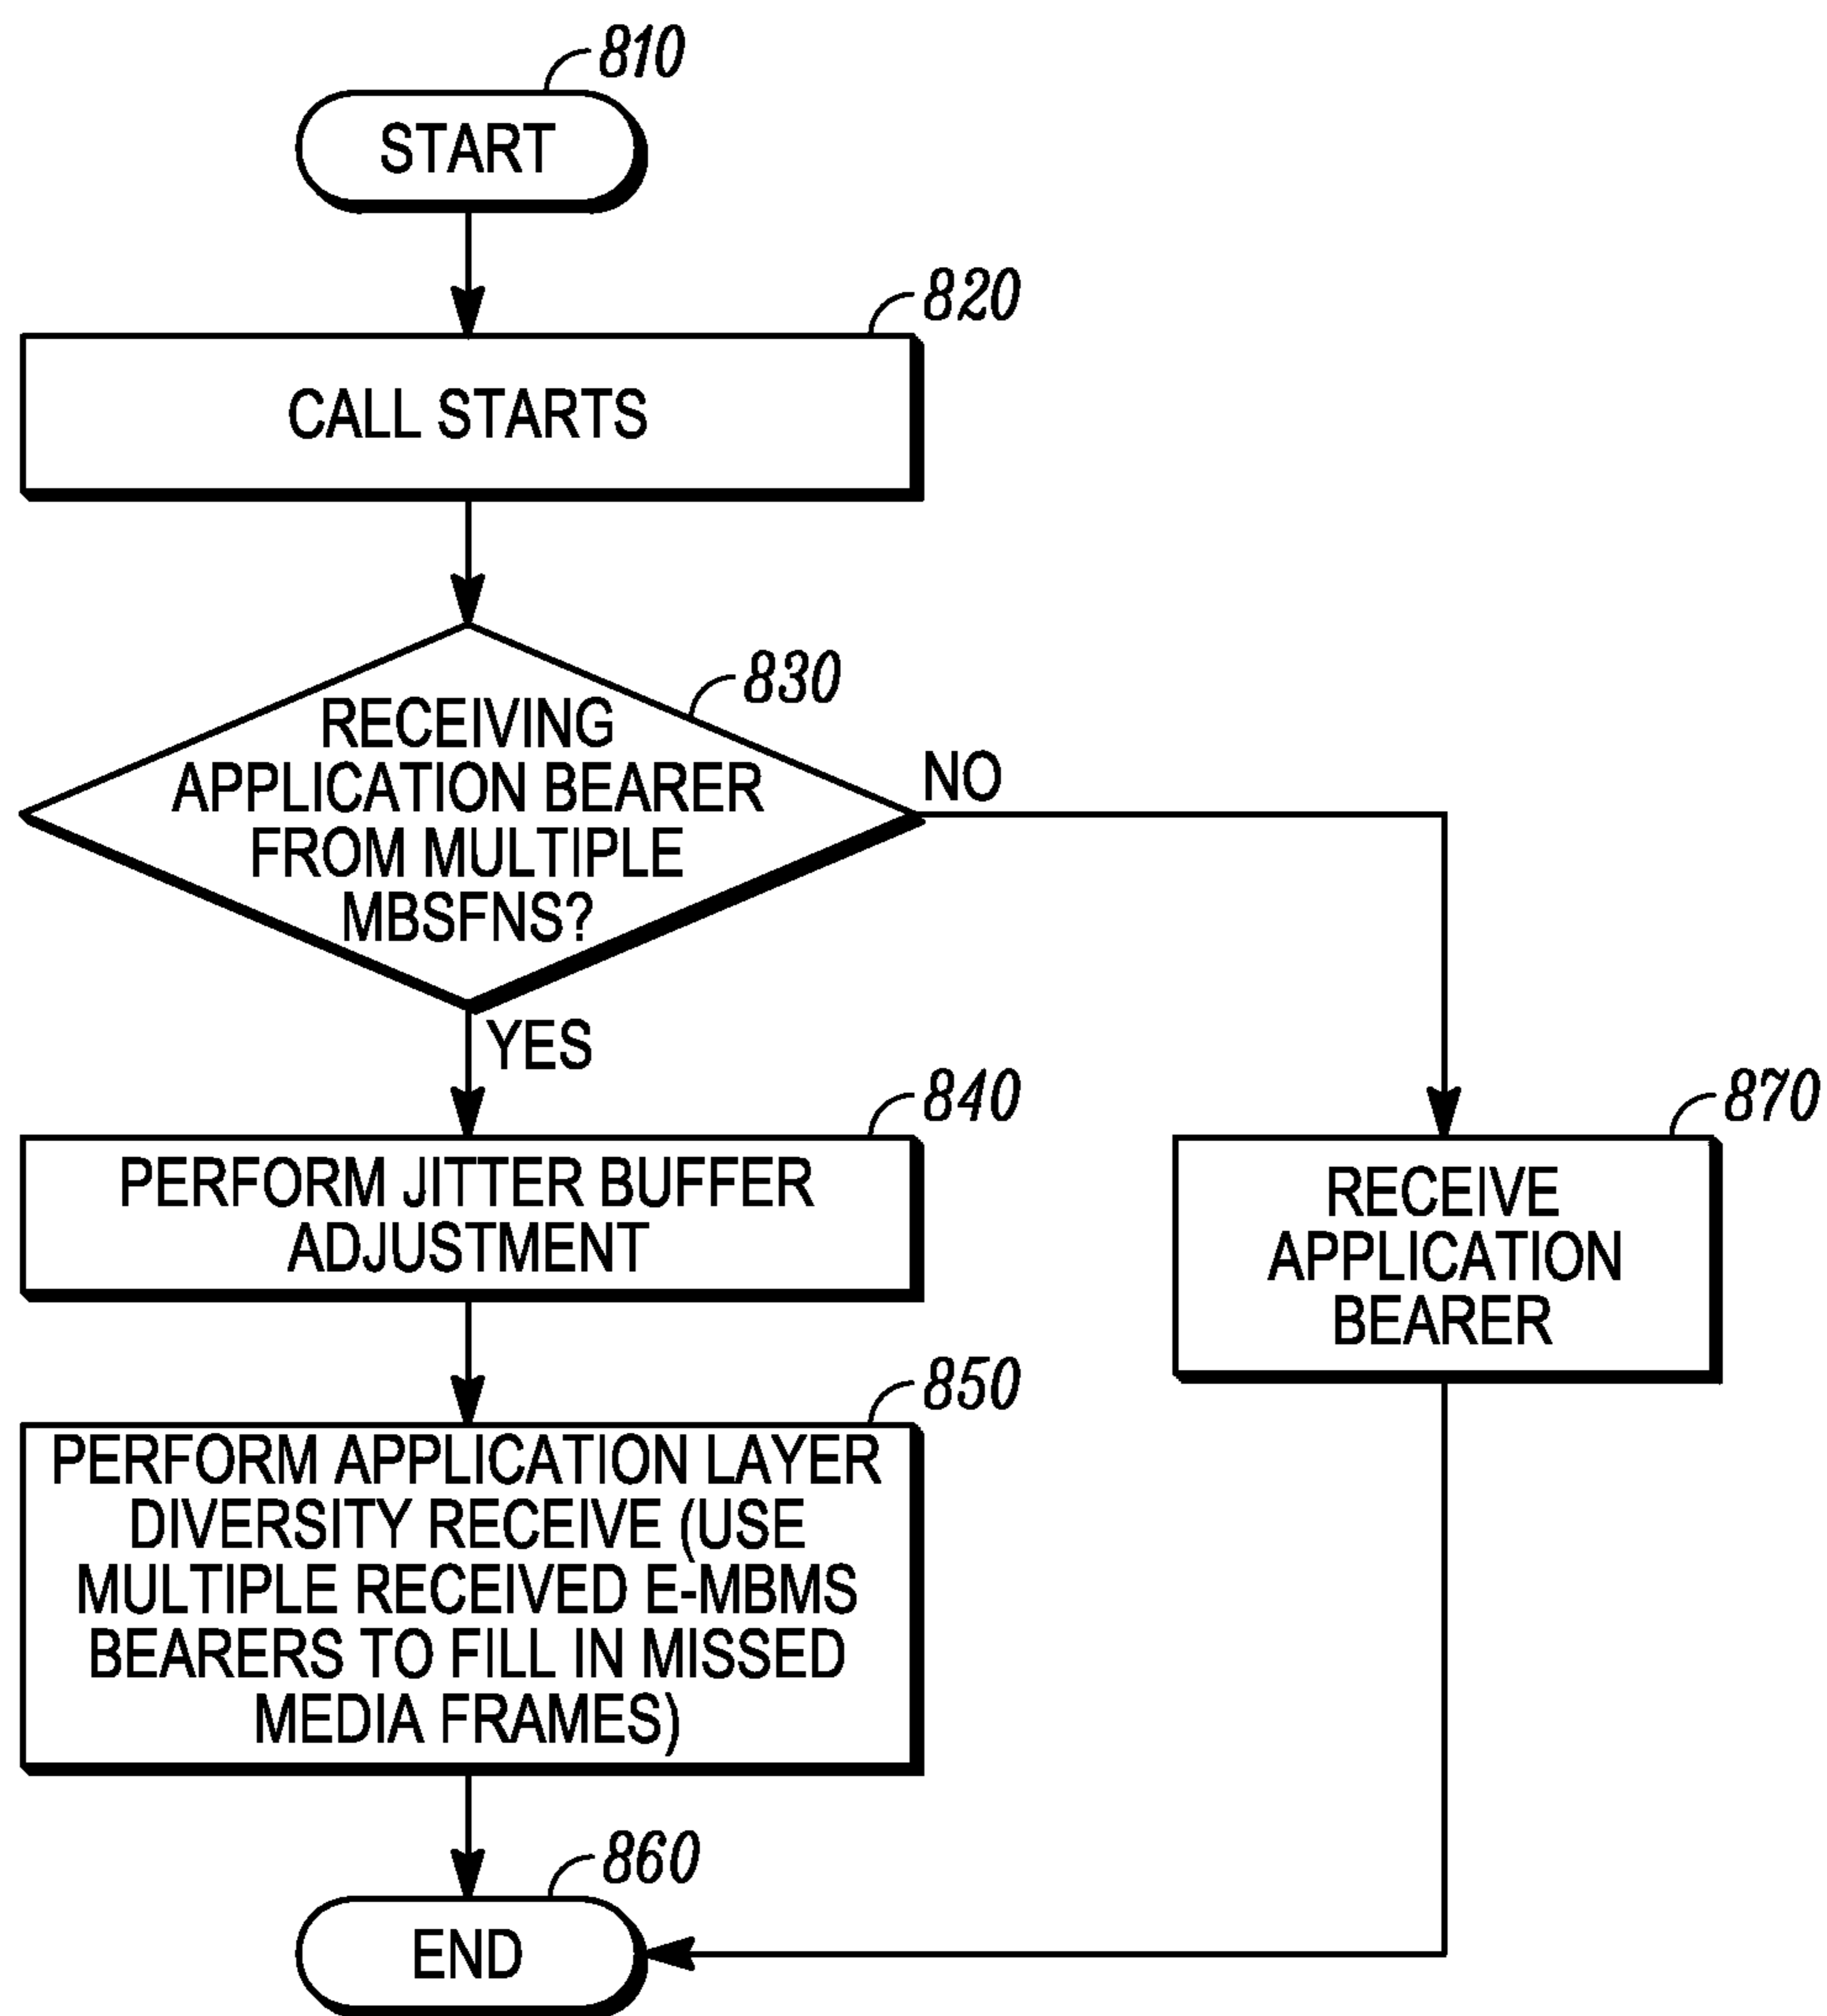 810
START
820
CALL STARTS
830
RECEIVING
APPLICATION BEARER
FROM MULTIPLE
MBSFNS?
NO
YES
840
PERFORM JITTER BUFFER
ADJUSTMENT
870
RECEIVE
APPLICATION
BEARER
850
PERFORM APPLICATION LAYER
DIVERSITY RECEIVE (USE
MULTIPLE RECEIVED E-MBMS
BEARERS TO FILL IN MISSED
MEDIA FRAMES)
860
END